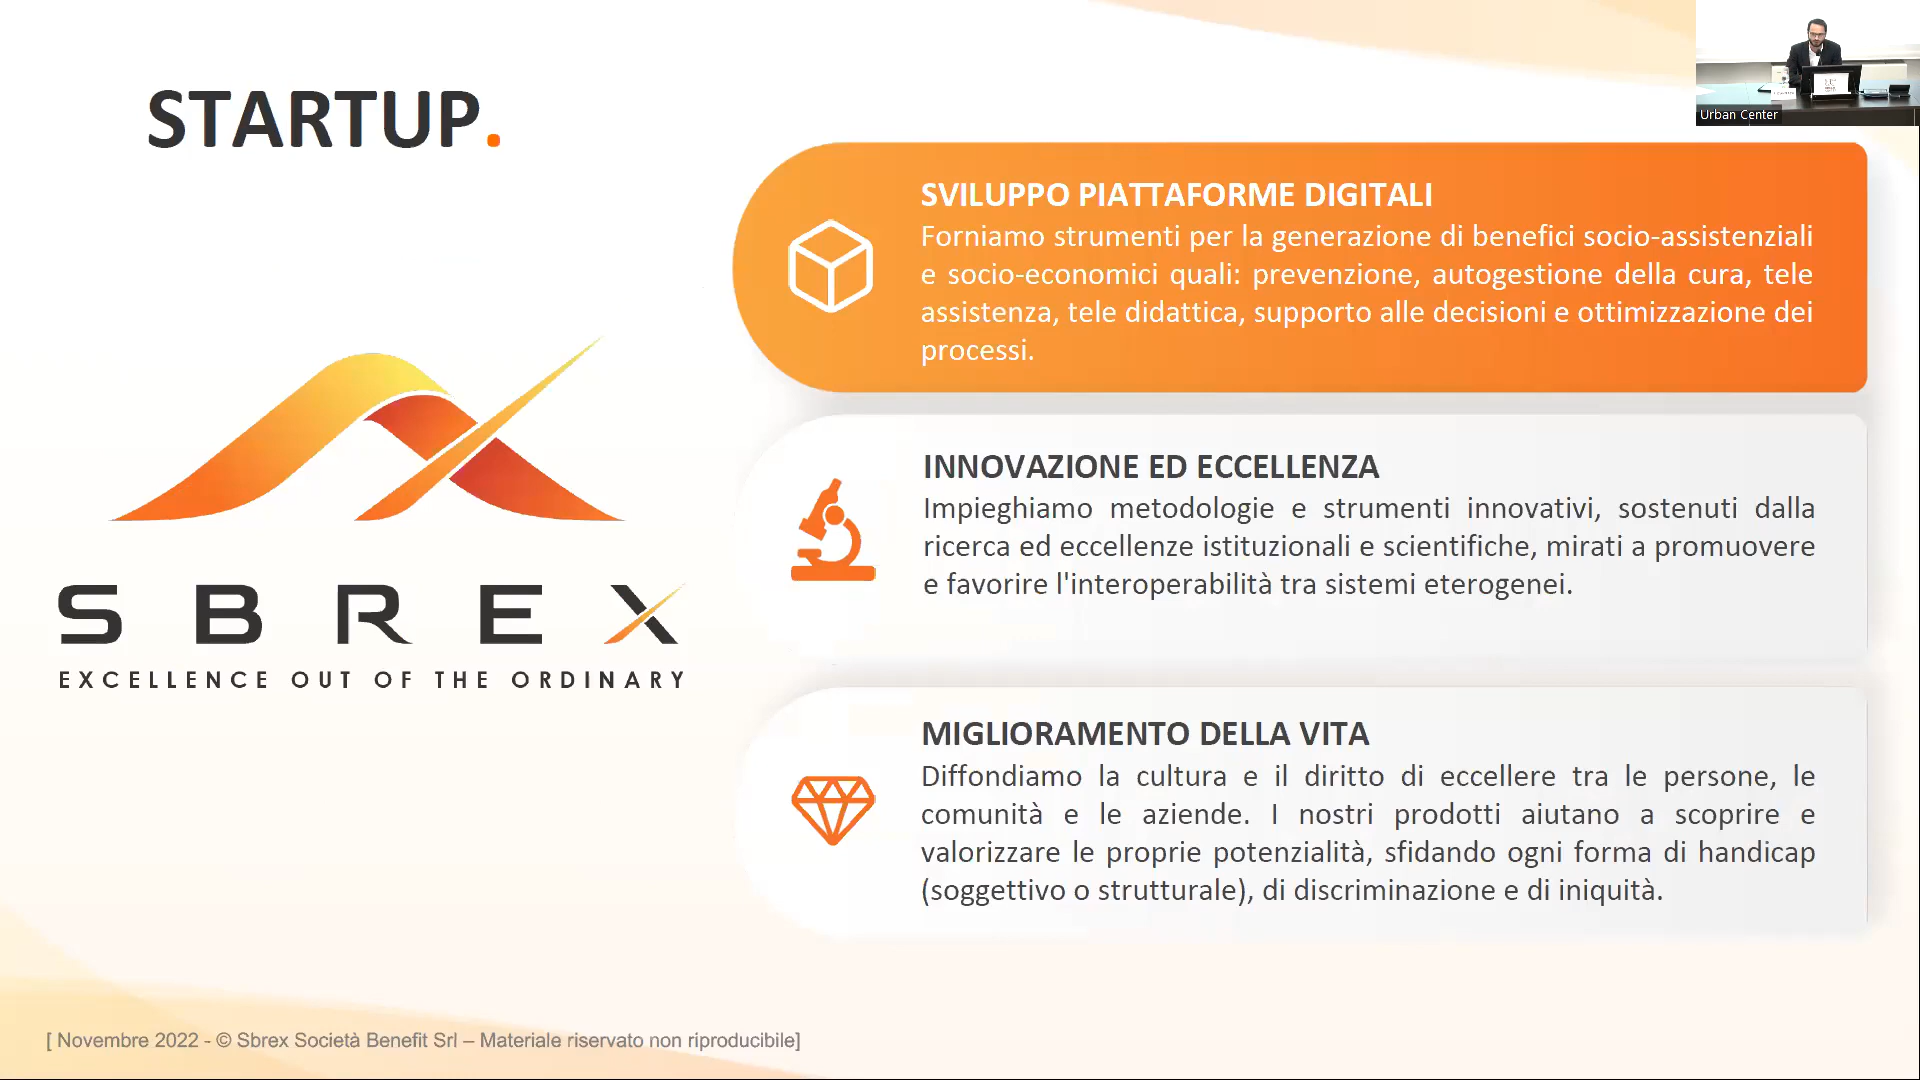 STARTUP.
Urban Center
SVILUPPO PIATTAFORME DIGITALI
Forniamo strumenti per la generazione di benefici socio-assistenziali
e socio-economici quali: prevenzione, autogestione della cura, tele
assistenza, tele didattica, supporto alle decisioni e ottimizzazione dei
processi.
INNOVAZIONE ED ECCELLENZA
Impieghiamo metodologie e strumenti innovativi, sostenuti dalla
ricerca ed eccellenze istituzionali e scientifiche, mirati a promuovere
e favorire l'interoperabilità tra sistemi eterogenei.
SBREX
EXCELLENCE OUT OF THE ORDINARY
MIGLIORAMENTO DELLA VITA
Diffondiamo la cultura e il diritto di eccellere tra le persone, le
comunità e le aziende. I nostri prodotti aiutano a scoprire e
valorizzare le proprie potenzialità, sfidando ogni forma di handicap
(soggettivo o strutturale), di discriminazione e di iniquità.
[ Novembre 2022 - © Sbrex Società Benefit Srl – Materiale riservato non riproducibile]